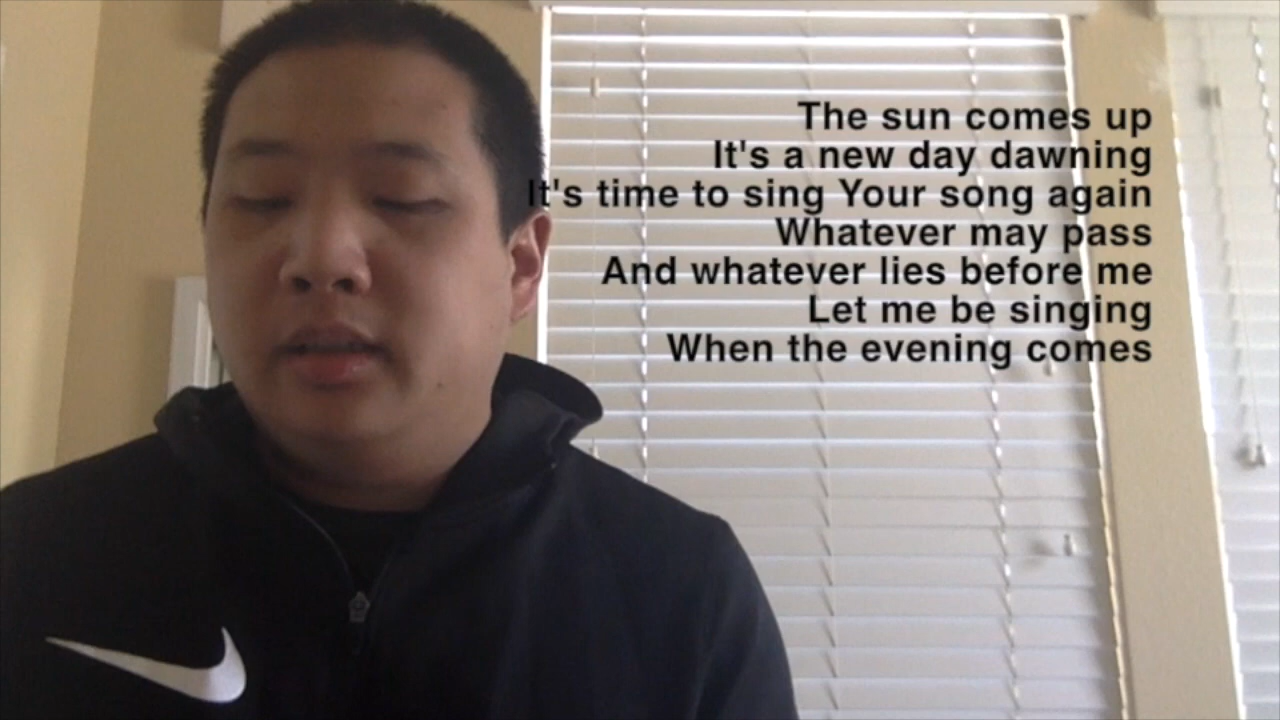 The sun comes up
It's a new day dawning
It's time to sing Your song again
Whatever may pass
And whatever lies before me
Let me be singing
When the evening comes